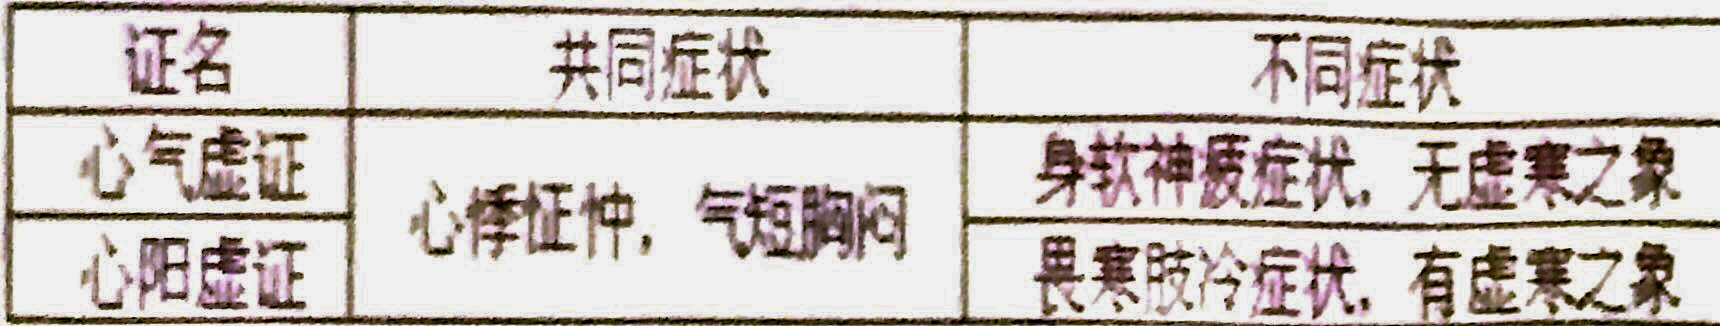 证名 共同症状 不同症状
心气虚证 身软神疲症状，无虚寒之象
心悸怔忡，气短胸闷
心阳虚证 畏寒肢冷症状，有虚寒之象